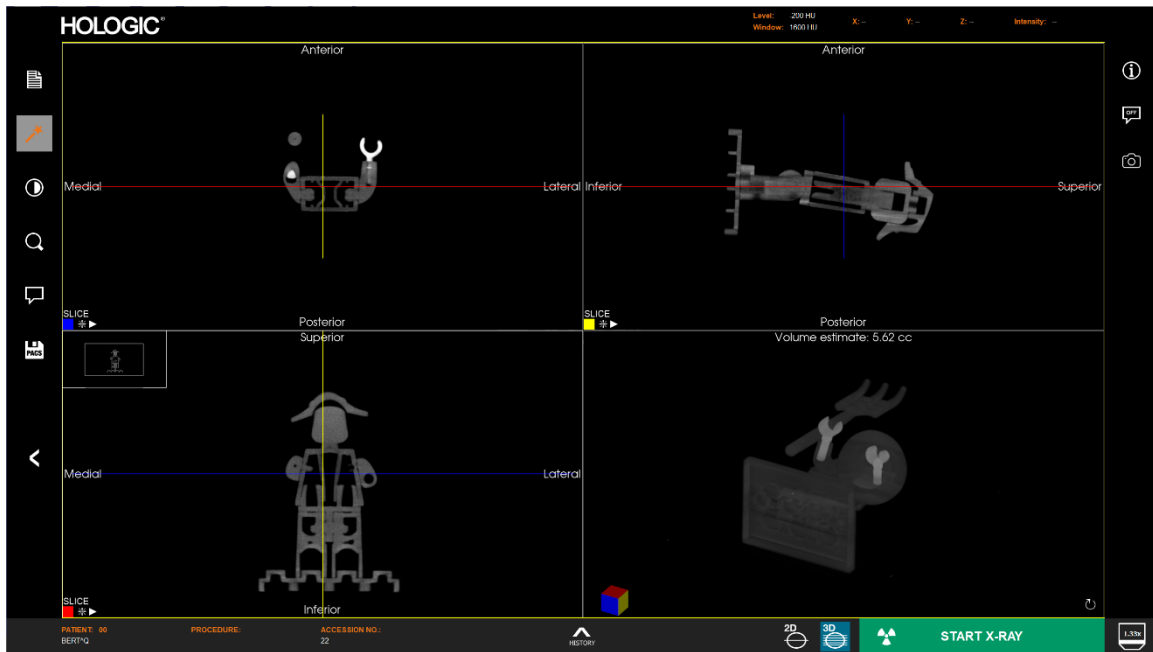 HOLOGIC®
Level: 200 HU
Window: 1600 HU
X: –
Y: –
Z: –
Intensity: –
Anterior
Medial
Lateral
SLICE
Posterior
Anterior
Inferior
Superior
SLICE
Posterior
Superior
Medial
Lateral
SLICE
Inferior
Volume estimate: 5.62 cc
OFF
PACS
PATIENT:
BERT^Q
PROCEDURE:
ACCESSION NO.:
22
HISTORY
2D
3D
START X-RAY
1.33x